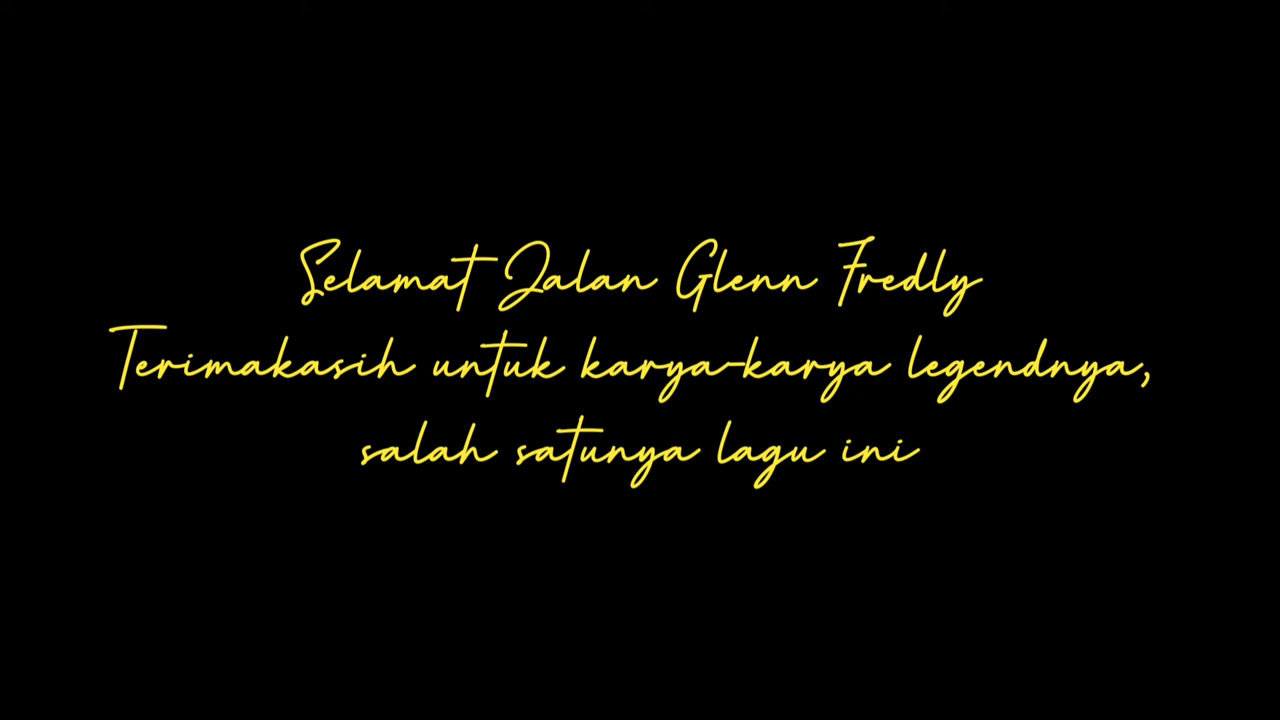 Selamat Jalan Glenn Fredly
Terimakasih untuk karya-karya legendnya,
salah satunya lagu ini